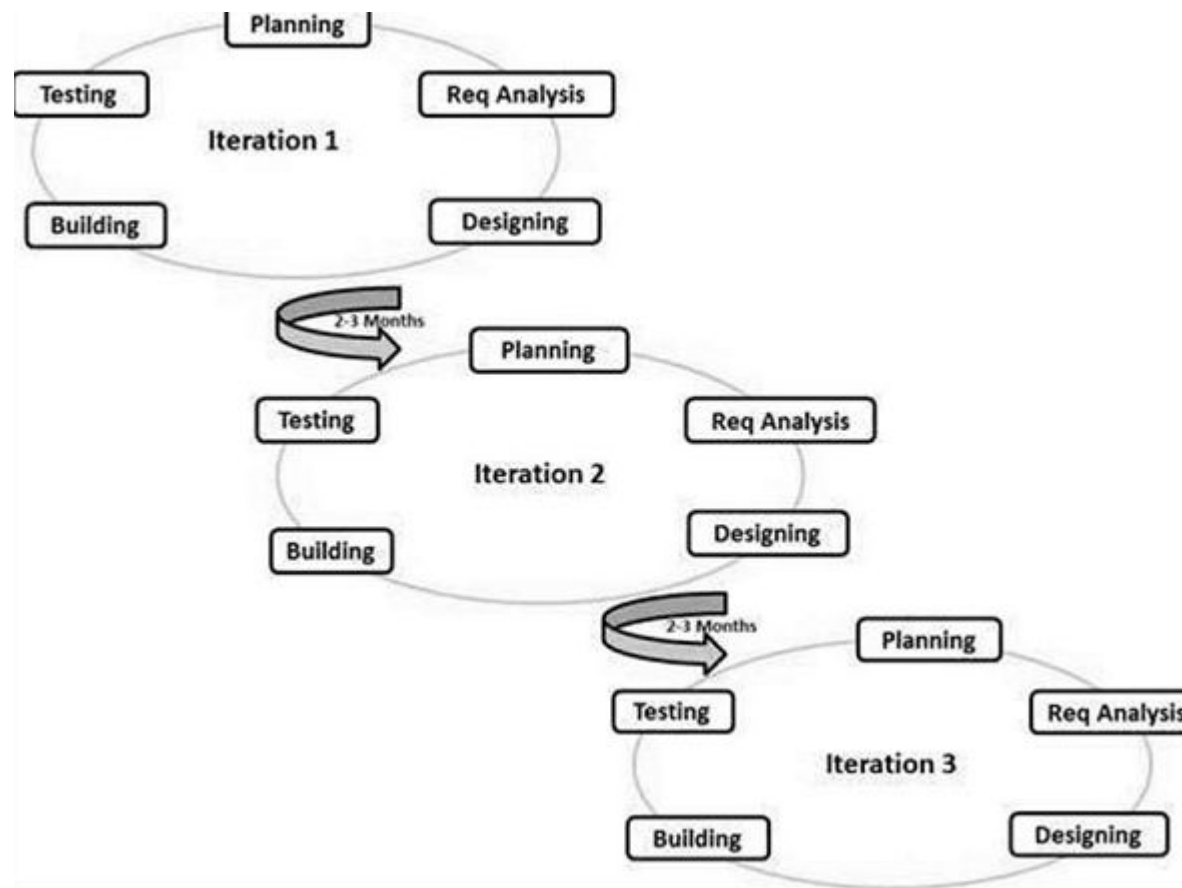 Planning
Testing
Req Analysis
Iteration 1
Building
Designing
2-3 Months
Planning
Testing
Req Analysis
Iteration 2
Building
Designing
2-3 Months
Planning
Testing
Req Analysis
Iteration 3
Building
Designing